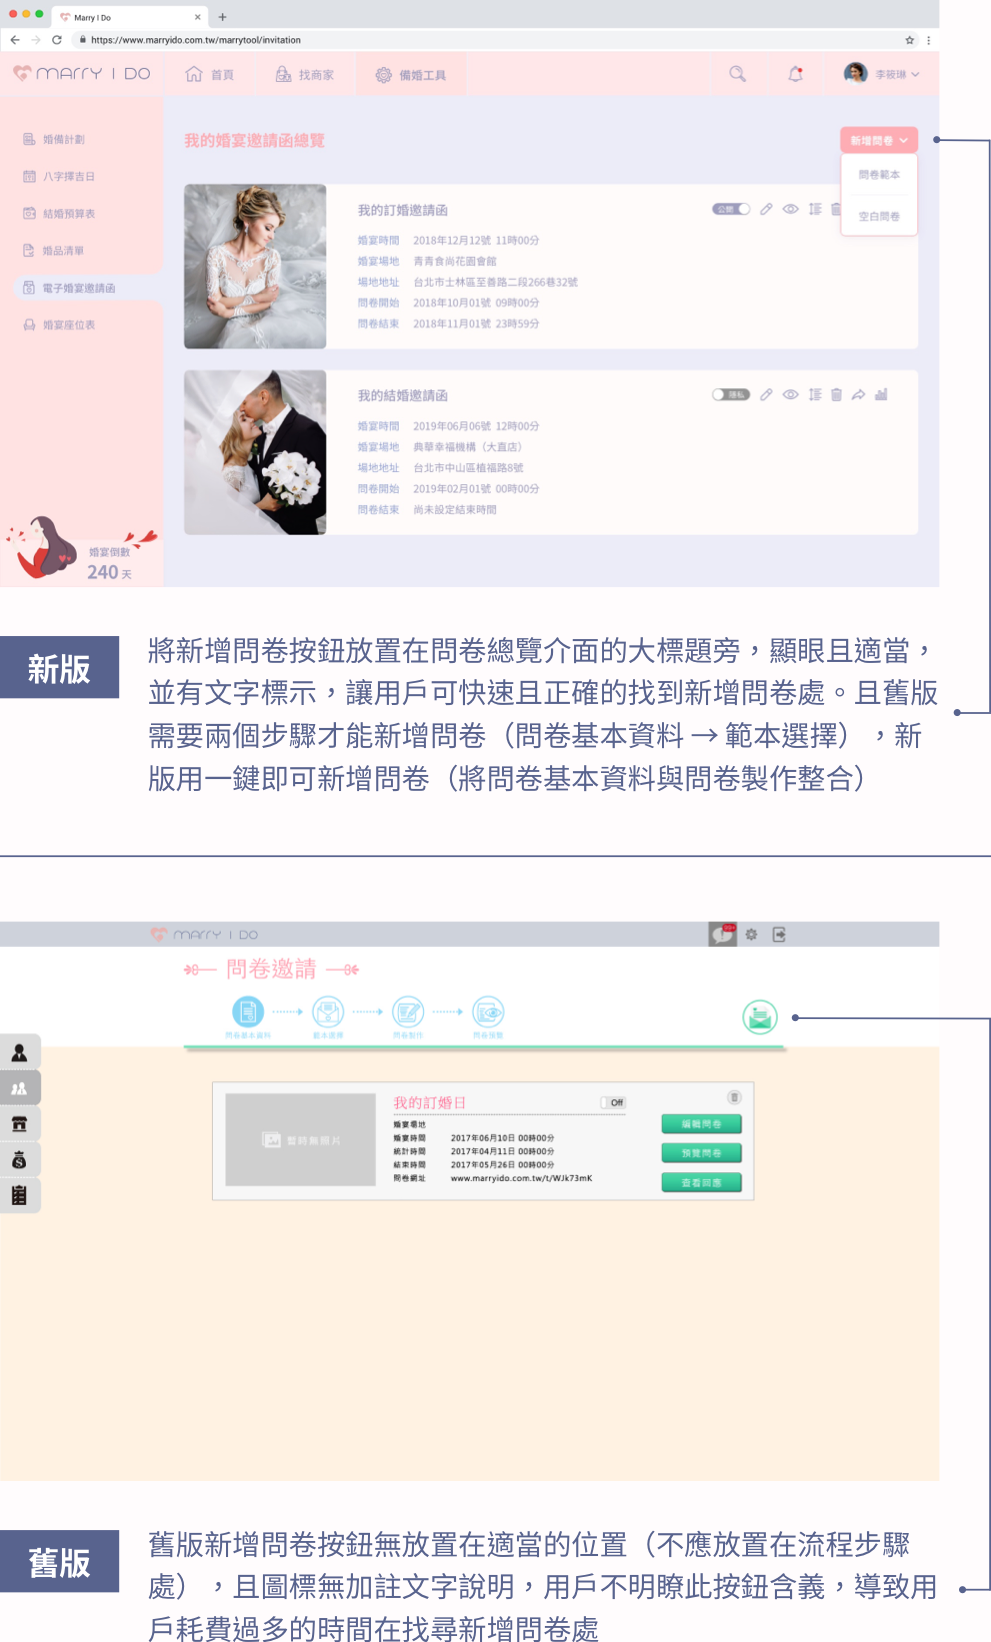 Marry I Do
https://www.marryido.com.tw/marrytool/invitation
MARRY I DO
首頁
找商家
備婚工具
李筱琳
婚備計劃
八字擇吉日
結婚預算表
婚品清單
電子婚宴邀請函
婚宴座位表
婚宴倒數
240 天
我的婚宴邀請函總覽
新增問卷
問卷範本
空白問卷
我的訂婚邀請函
公開
婚宴時間 2018年12月12號 11時00分
婚宴場地 青青食尚花園會館
場地地址 台北市士林區至善路二段266巷32號
問卷開始 2018年10月01號 09時00分
問卷結束 2018年11月01號 23時59分
我的結婚邀請函
隱私
婚宴時間 2019年06月06號 12時00分
婚宴場地 典華幸福機構（大直店）
場地地址 台北市中山區植福路8號
問卷開始 2019年02月01號 00時00分
問卷結束 尚未設定結束時間
新版
將新增問卷按鈕放置在問卷總覽介面的大標題旁，顯眼且適當，
並有文字標示，讓用戶可快速且正確的找到新增問卷處。且舊版
需要兩個步驟才能新增問卷（問卷基本資料 → 範本選擇），新
版用一鍵即可新增問卷（將問卷基本資料與問卷製作整合）
MARRY I DO
問卷邀請
問卷基本資料
範本選擇
問卷製作
問卷預覽
暫時無照片
我的訂婚日
Off
婚宴場地
婚宴時間 2017年06月10日 00時00分
統計時間 2017年04月11日 00時00分
結束時間 2017年05月26日 00時00分
問卷網址 www.marryido.com.tw/t/WJk73mK
編輯問卷
預覽問卷
查看回應
舊版
舊版新增問卷按鈕無放置在適當的位置（不應放置在流程步驟
處），且圖標無加註文字說明，用戶不明瞭此按鈕含義，導致用
戶耗費過多的時間在找尋新增問卷處